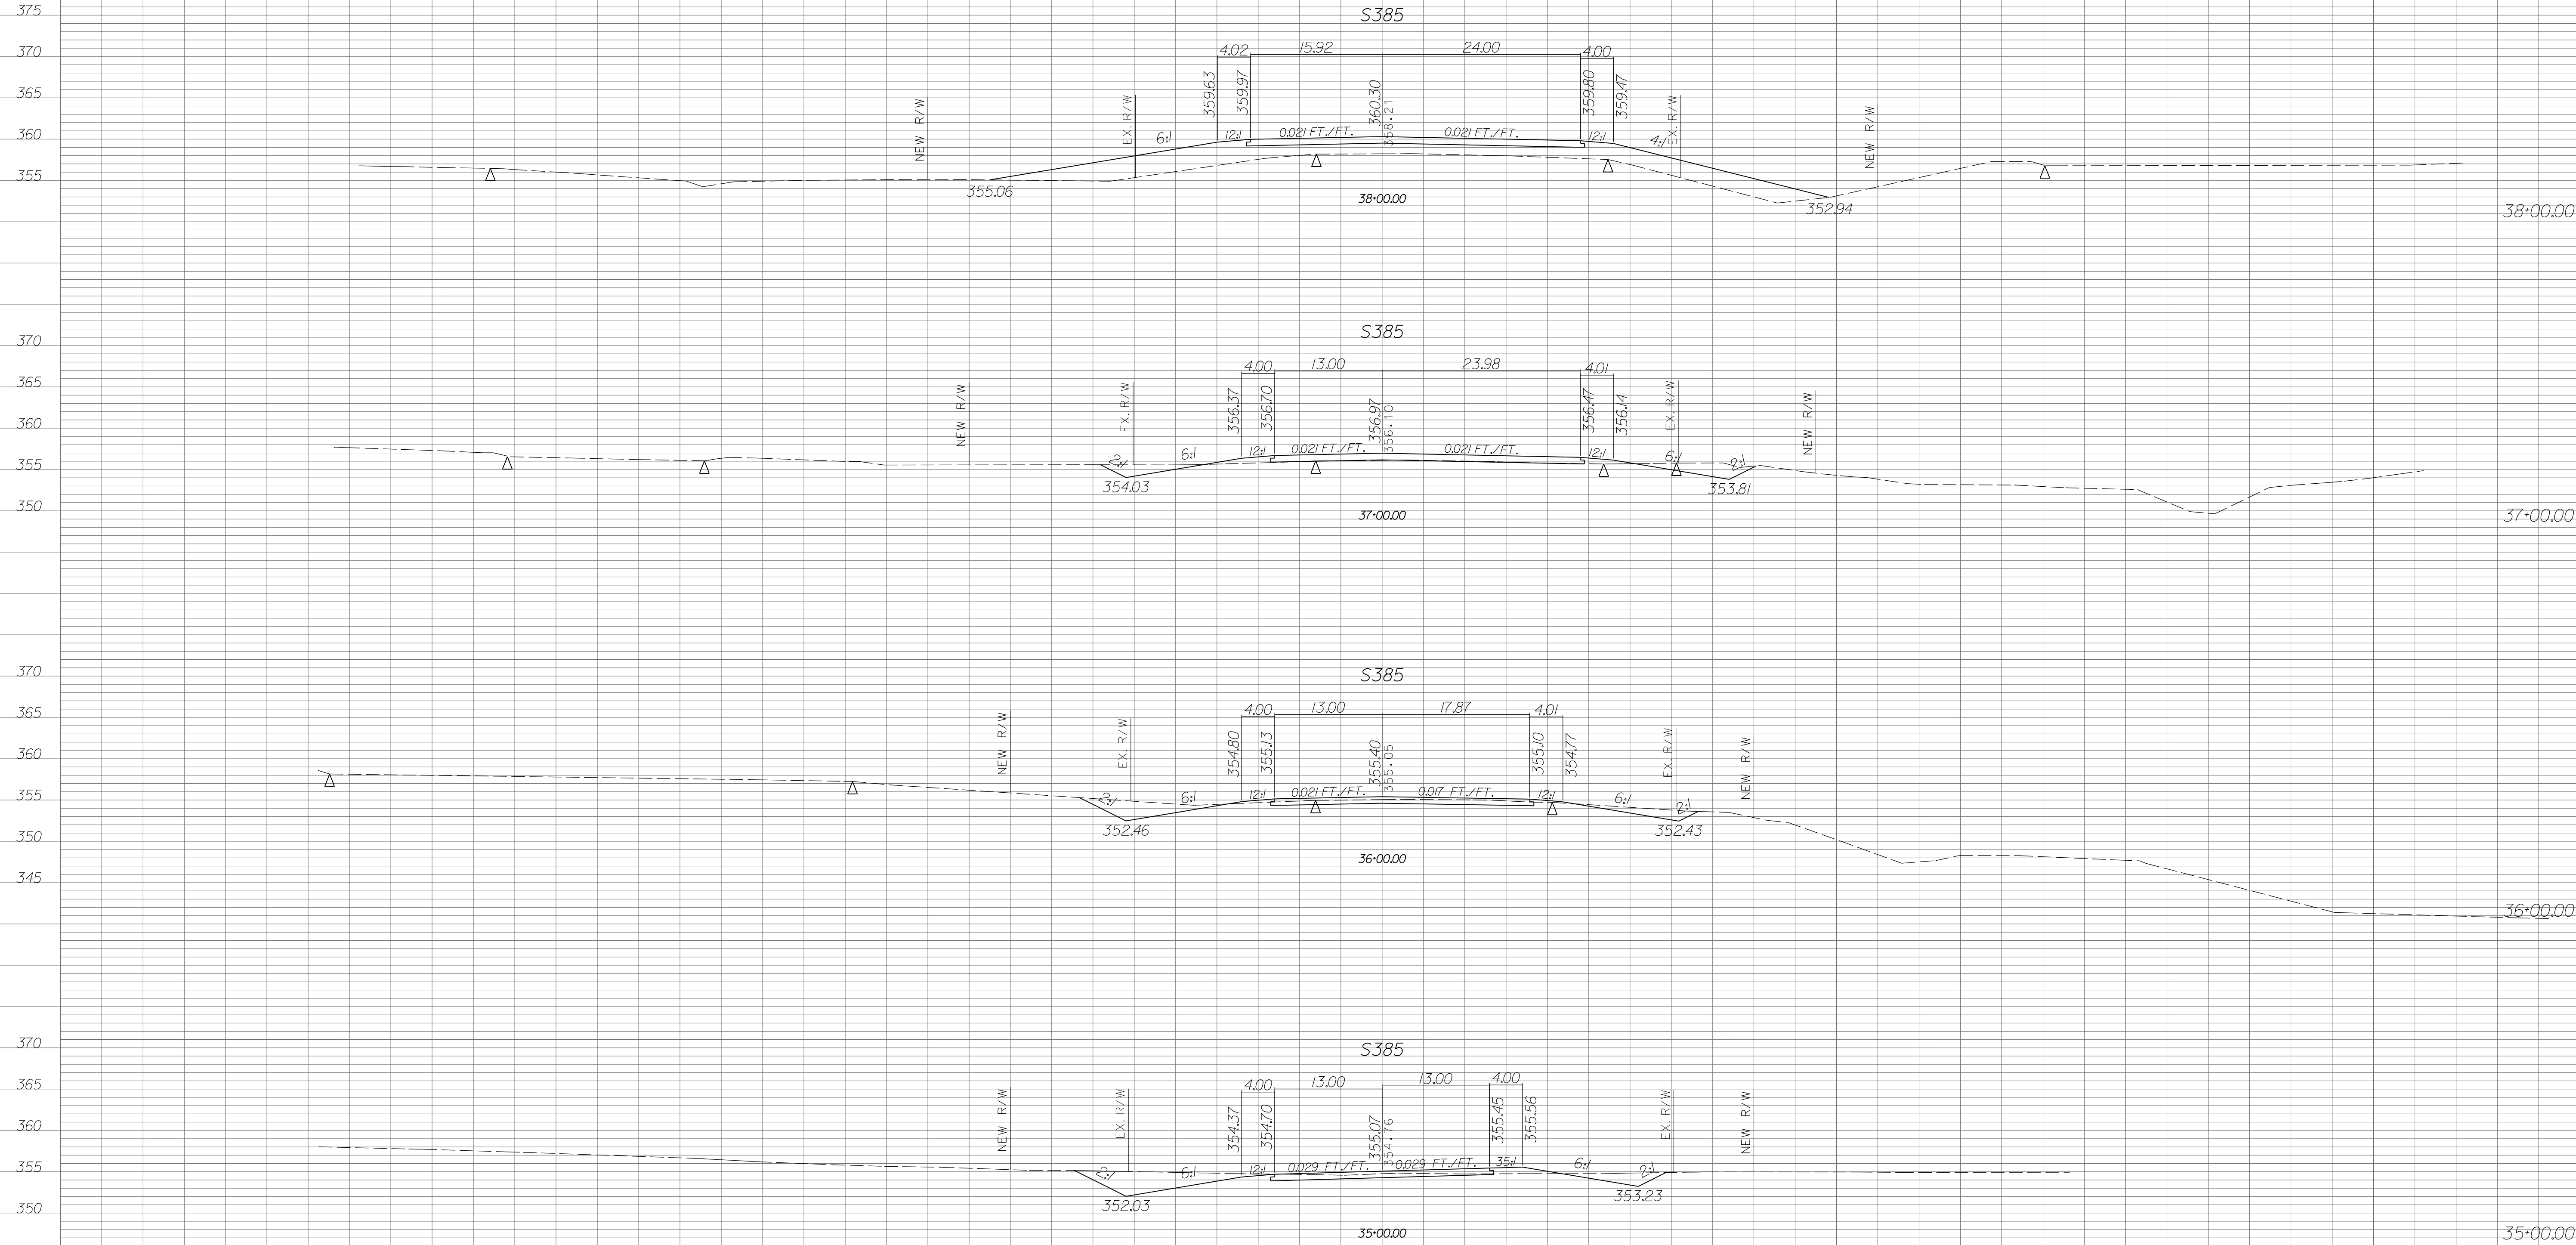 375
S385
370
4.02 15.92 24.00 4.00
365
359.63 359.97 360.30 358.21 359.80 359.47
NEW R/W EX. R/W EX. R/W NEW R/W
360
6:1 12:1 0.021 FT./FT. 0.021 FT./FT. 12:1 4:1
355
355.06 38+00.00 352.94 38+00.00
S385
370
4.00 13.00 23.98 4.01
365
356.37 356.70 356.97 356.10 356.47 356.14
NEW R/W EX. R/W EX. R/W NEW R/W
360
2:1 6:1 12:1 0.021 FT./FT. 0.021 FT./FT. 12:1 6:1 2:1
355
354.03 353.81
350
37+00.00 37+00.00
S385
370
4.00 13.00 17.87 4.01
365
354.80 355.13 355.40 355.05 355.10 354.77
NEW R/W EX. R/W EX. R/W NEW R/W
360
2:1 6:1 12:1 0.021 FT./FT. 0.017 FT./FT. 12:1 6:1 2:1
355
352.46 352.43
350
36+00.00
345
36+00.00
S385
370
4.00 13.00 13.00 4.00
365
354.37 354.70 355.07 354.76 355.45 355.56
NEW R/W EX. R/W EX. R/W NEW R/W
360
2:1 6:1 12:1 0.029 FT./FT. 0.029 FT./FT. 35:1 6:1 2:1
355
352.03 353.23
350
35+00.00 35+00.00